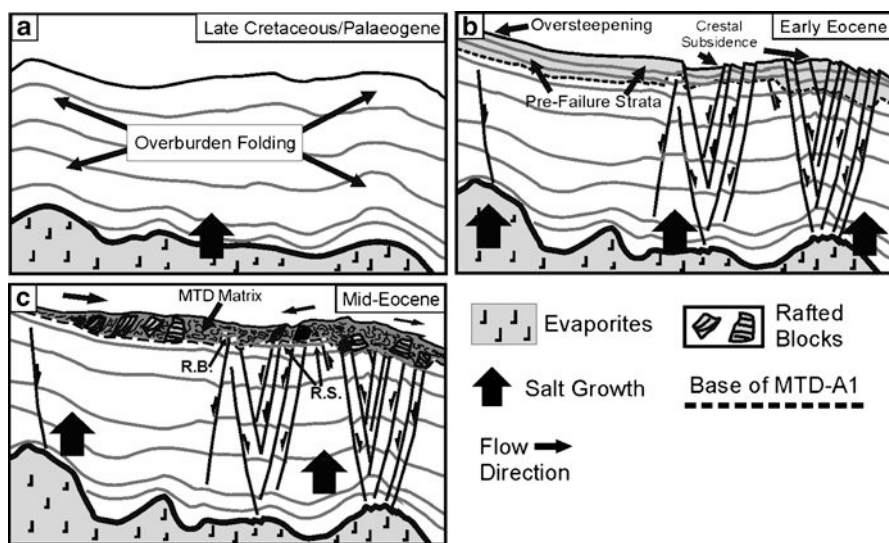 a
Late Cretaceous/Palaeogene
Overburden Folding
b
Oversteepening
Crestal
Subsidence
Early Eocene
Pre-Failure Strata
c
MTD Matrix
Mid-Eocene
R.B.
R.S.
Evaporites
Rafted
Blocks
Salt Growth
Base of MTD-A1
Flow
Direction